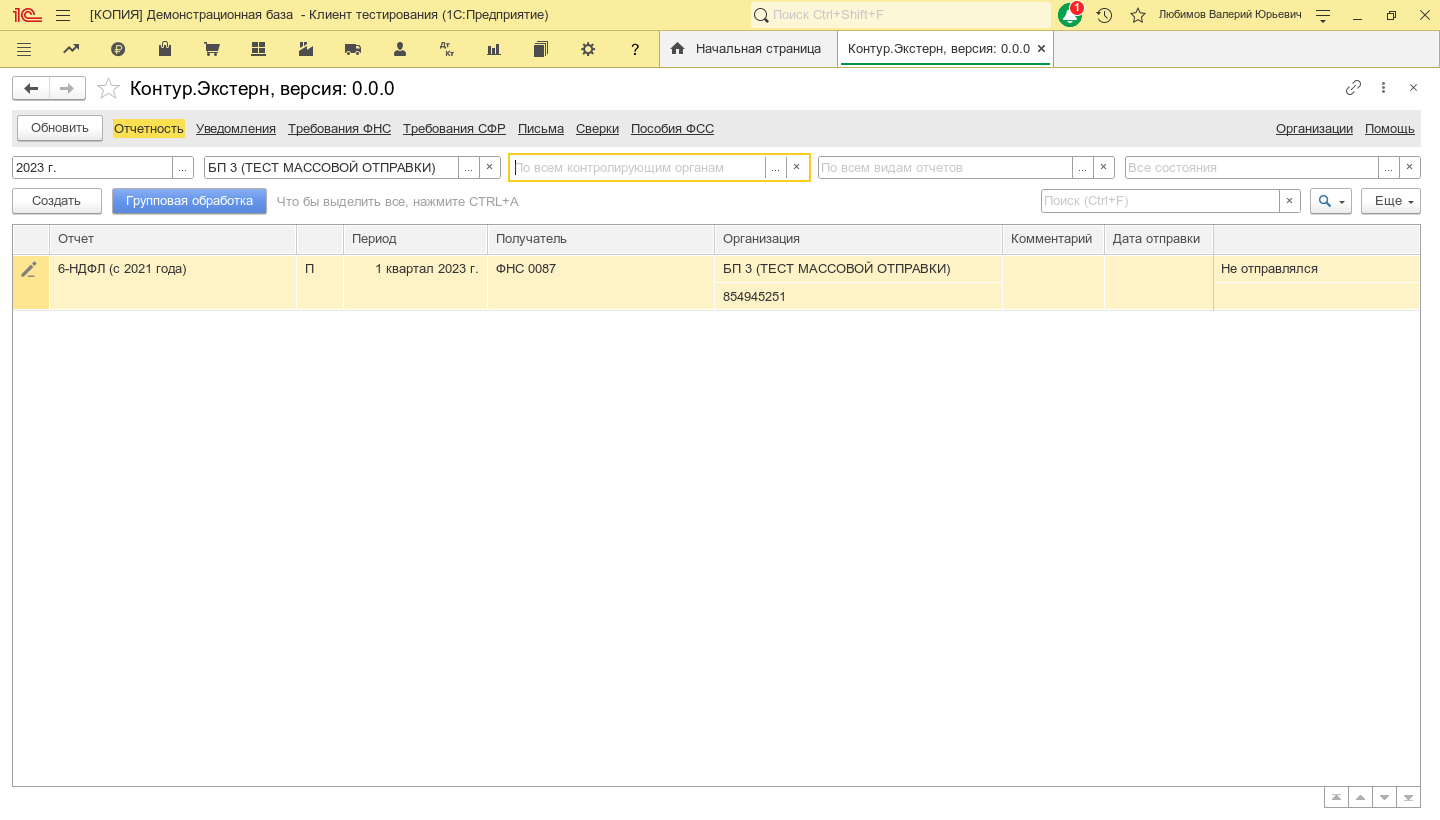 [КОПИЯ] Демонстрационная база - Клиент тестирования (1С:Предприятие)
Поиск Ctrl+Shift+F
1
Любимов Валерий Юрьевич
Дт Кт
?
Начальная страница
Контур.Экстерн, версия: 0.0.0
Контур.Экстерн, версия: 0.0.0
Обновить Отчетность Уведомления Требования ФНС Требования СФР Письма Сверки Пособия ФСС Организации Помощь
2023 г. ... БП 3 (ТЕСТ МАССОВОЙ ОТПРАВКИ) ... × По всем контролирующим органам ... × По всем видам отчетов ... × Все состояния ... ×
Создать Групповая обработка Что бы выделить все, нажмите CTRL+A Поиск (Ctrl+F) × Еще
Отчет Период Получатель Организация Комментарий Дата отправки
6-НДФЛ (с 2021 года) П 1 квартал 2023 г. ФНС 0087 БП 3 (ТЕСТ МАССОВОЙ ОТПРАВКИ) Не отправлялся
854945251